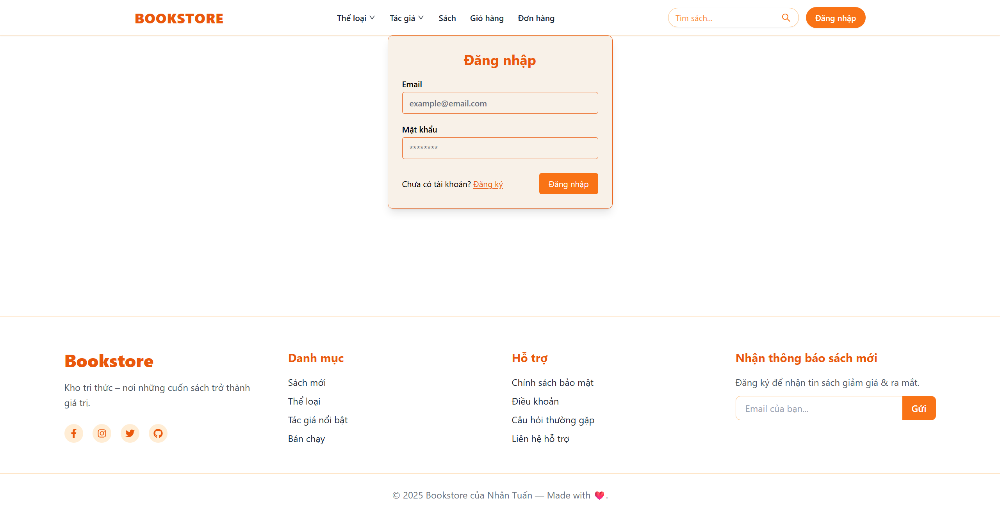 BOOKSTORE
Thể loại
Tác giả
Sách
Giỏ hàng
Đơn hàng
Tìm sách...
Đăng nhập
Đăng nhập
Email
example@email.com
Mật khẩu
********
Chưa có tài khoản? Đăng ký
Đăng nhập
Bookstore
Kho tri thức – nơi những cuốn sách trở thành
giá trị.
Danh mục
Sách mới
Thể loại
Tác giả nổi bật
Bán chạy
Hỗ trợ
Chính sách bảo mật
Điều khoản
Câu hỏi thường gặp
Liên hệ hỗ trợ
Nhận thông báo sách mới
Đăng ký để nhận tin sách giảm giá & ra mắt.
Email của bạn...
Gửi
© 2025 Bookstore của Nhân Tuấn — Made with ❤️.